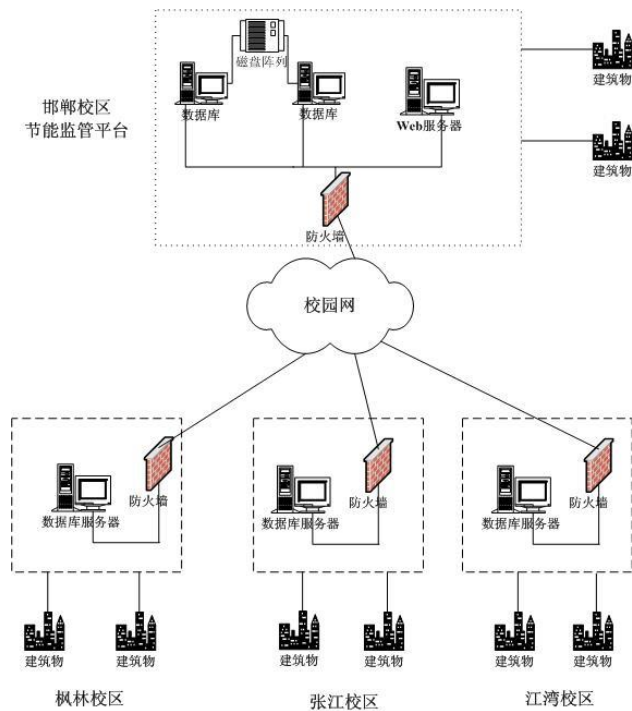 磁盘阵列
建筑物
邯郸校区
节能监管平台
数据库
数据库
Web服务器
建筑物
防火墙
校园网
防火墙
数据库服务器
防火墙
数据库服务器
防火墙
数据库服务器
建筑物
建筑物
建筑物
建筑物
建筑物
建筑物
枫林校区
张江校区
江湾校区